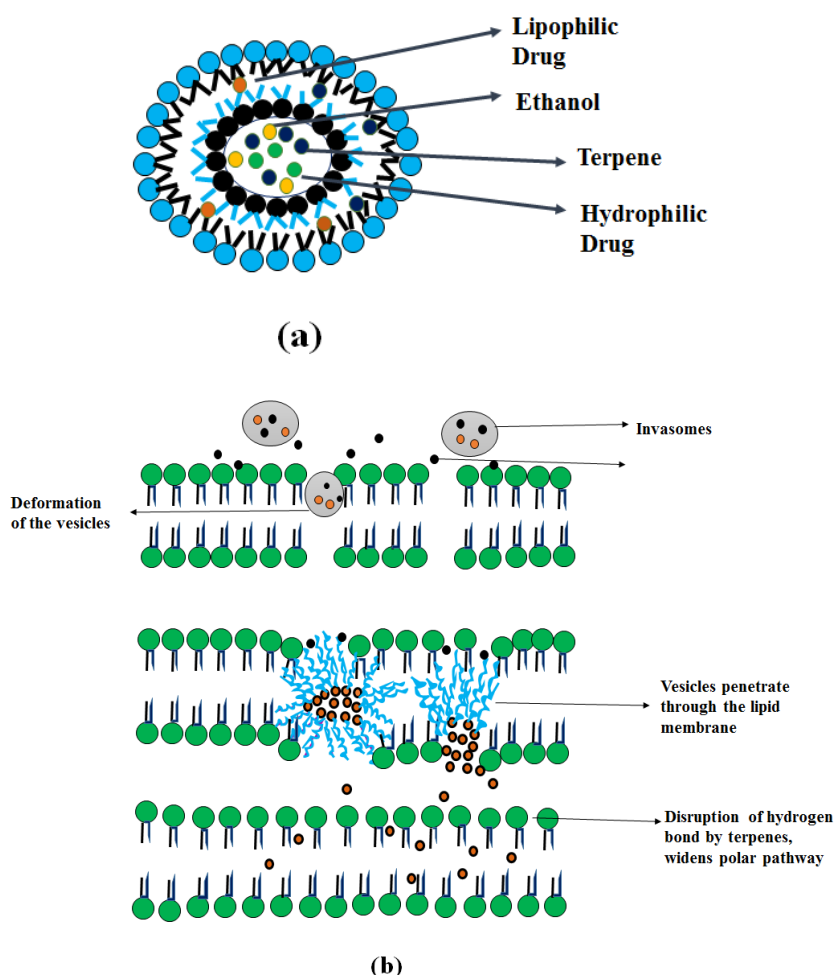 Lipophilic
Drug
Ethanol
Terpene
Hydrophilic
Drug
(a)
Invasomes
Deformation
of the vesicles
Vesicles penetrate
through the lipid
membrane
Disruption of hydrogen
bond by terpenes,
widens polar pathway
(b)